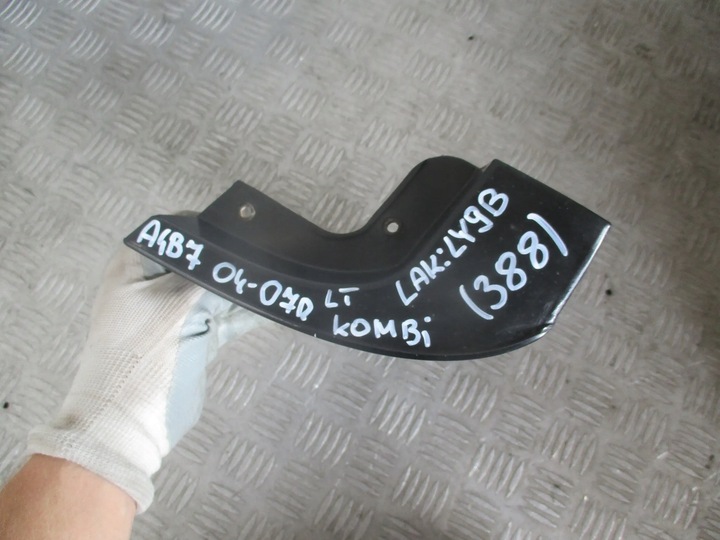 A4B7 04-07R LT
KOMBi
LAK:LY9B
(388)